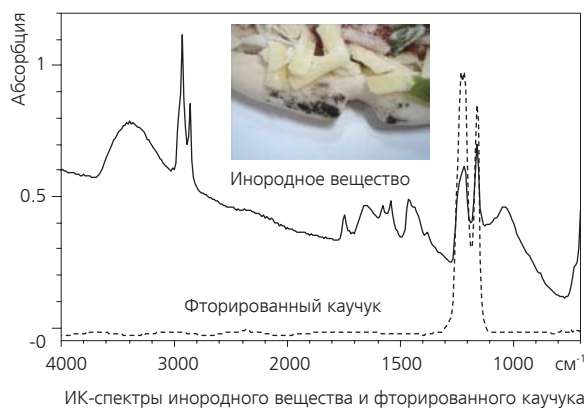 Абсорбция
1
Инородное вещество
0.5
Фторированный каучук
-0
4000 3000 2000 1500 1000 см-1
ИК-спектры инородного вещества и фторированного каучука